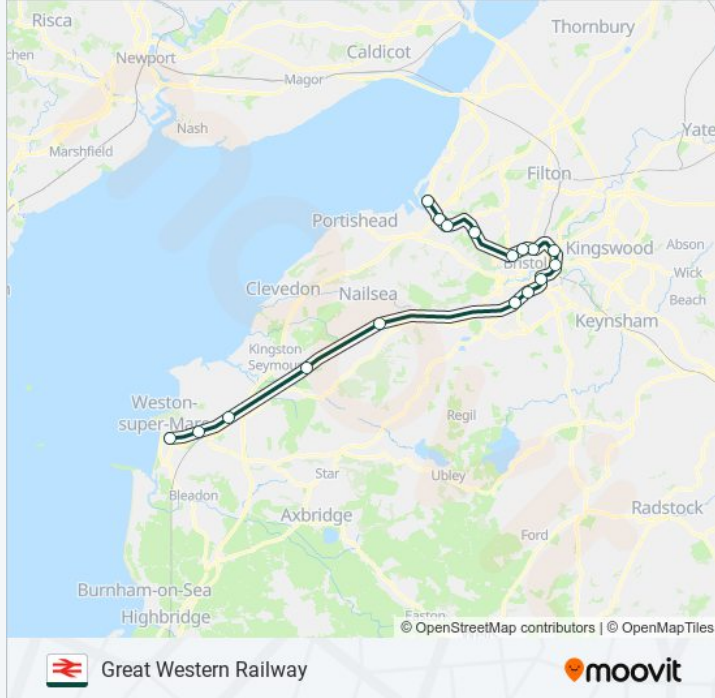 Risca
Thornbury
Caldicot
Newport
Magor
Nash
Yate
Marshfield
Filton
Portishead
Kingswood
Abson
Bristol
Wick
Clevedon
Nailsea
Beach
Keynsham
Kingston
Seymour
Weston-
super-Mare
Regil
Star
Ubley
Bleadon
Axbridge
Radstock
Ford
Burnham-on-Sea
Highbridge
Easton
© OpenStreetMap contributors | © OpenMapTiles
Great Western Railway
moovit